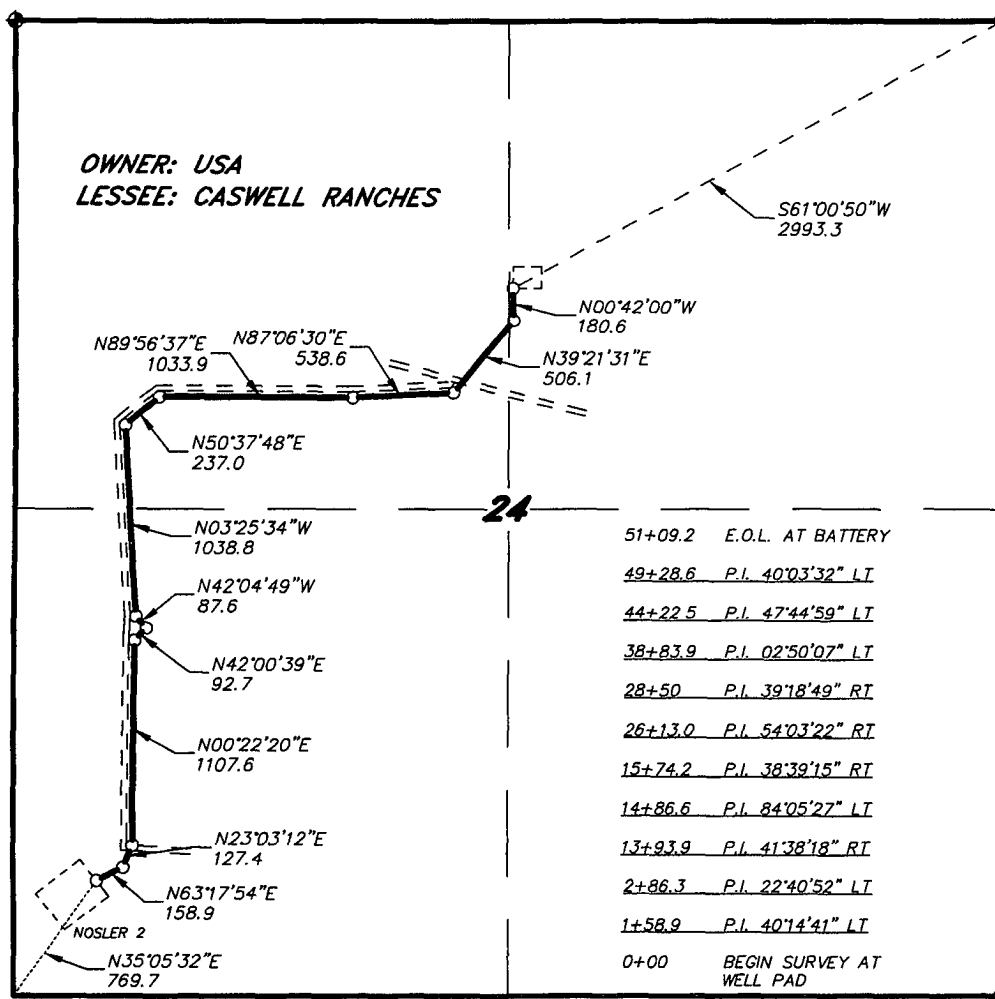 OWNER: USA
LESSEE: CASWELL RANCHES
S61°00'50"W
2993.3
N00°42'00"W
180.6
N89°56'37"E
1033.9
N87°06'30"E
538.6
N39°21'31"E
506.1
N50°37'48"E
237.0
24
N03°25'34"W
1038.8
N42°04'49"W
87.6
N42°00'39"E
92.7
N00°22'20"E
1107.6
N23°03'12"E
127.4
N63°17'54"E
158.9
NOSLER 2
N35°05'32"E
769.7
51+09.2 E.O.L. AT BATTERY
49+28.6 P.I. 40°03'32" LT
44+22.5 P.I. 47°44'59" LT
38+83.9 P.I. 02°50'07" LT
28+50 P.I. 39°18'49" RT
26+13.0 P.I. 54°03'22" RT
15+74.2 P.I. 38°39'15" RT
14+86.6 P.I. 84°05'27" LT
13+93.9 P.I. 41°38'18" RT
2+86.3 P.I. 22°40'52" LT
1+58.9 P.I. 40°14'41" LT
0+00 BEGIN SURVEY AT
WELL PAD